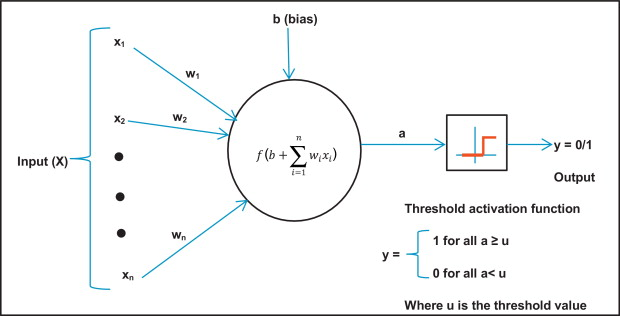 b (bias)
x1
w1
x2
w2
Input (X)
f(b + ∑ i=1 n wixi)
a
y = 0/1
Output
Threshold activation function
wn
xn
y =
1 for all a ≥ u
0 for all a< u
Where u is the threshold value